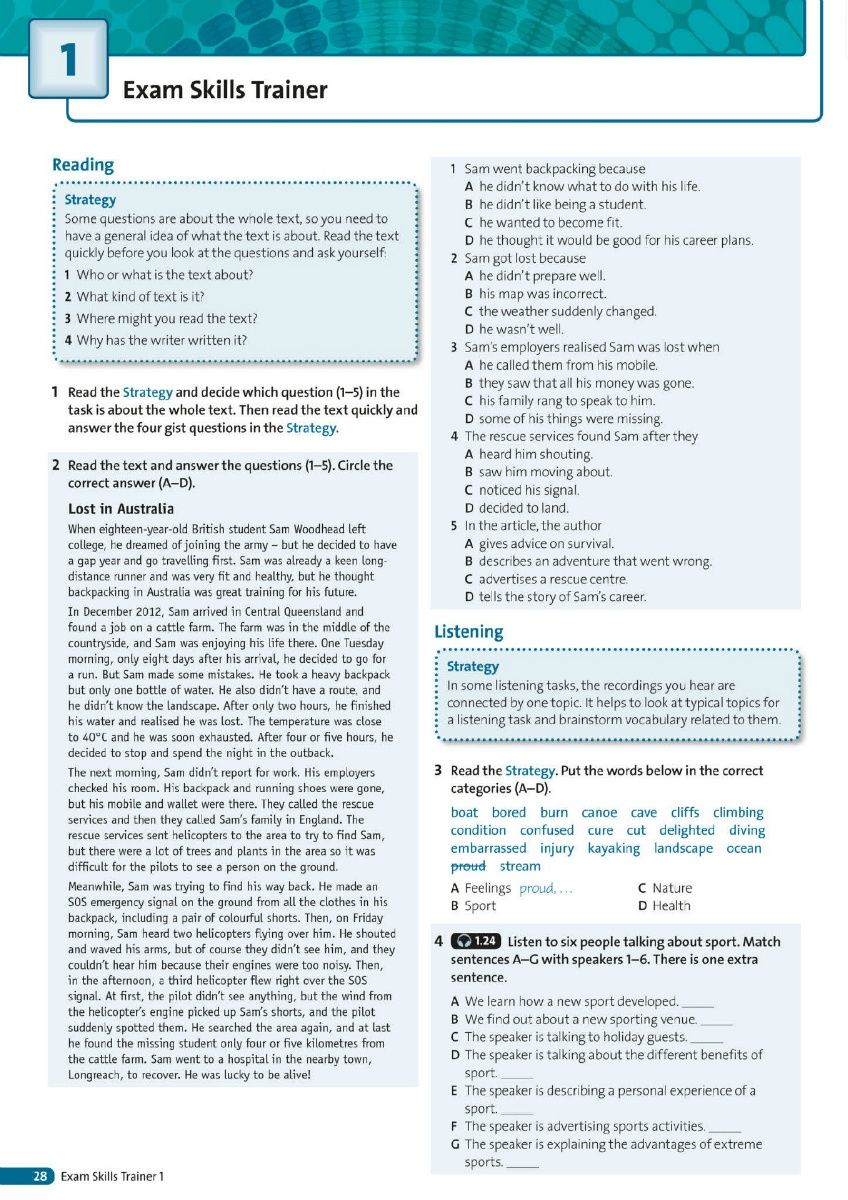 1
Exam Skills Trainer
Reading
Strategy
Some questions are about the whole text, so you need to
have a general idea of what the text is about. Read the text
quickly before you look at the questions and ask yourself:
1 Who or what is the text about?
2 What kind of text is it?
3 Where might you read the text?
4 Why has the writer written it?
1 Read the Strategy and decide which question (1–5) in the
task is about the whole text. Then read the text quickly and
answer the four gist questions in the Strategy.
2 Read the text and answer the questions (1–5). Circle the
correct answer (A–D).
Lost in Australia
When eighteen-year-old British student Sam Woodhead left
college, he dreamed of joining the army – but he decided to have
a gap year and go travelling first. Sam was already a keen long-
distance runner and was very fit and healthy, but he thought
backpacking in Australia was great training for his future.
In December 2012, Sam arrived in Central Queensland and
found a job on a cattle farm. The farm was in the middle of the
countryside, and Sam was enjoying his life there. One Tuesday
morning, only eight days after his arrival, he decided to go for
a run. But Sam made some mistakes. He took a heavy backpack
but only one bottle of water. He also didn't have a route, and
he didn't know the landscape. After only two hours, he finished
his water and realised he was lost. The temperature was close
to 40°C and he was soon exhausted. After four or five hours, he
decided to stop and spend the night in the outback.
The next morning, Sam didn't report for work. His employers
checked his room. His backpack and running shoes were gone,
but his mobile and wallet were there. They called the rescue
services and then they called Sam's family in England. The
rescue services sent helicopters to the area to try to find Sam,
but there were a lot of trees and plants in the area so it was
difficult for the pilots to see a person on the ground.
Meanwhile, Sam was trying to find his way back. He made an
SOS emergency signal on the ground from all the clothes in his
backpack, including a pair of colourful shorts. Then, on Friday
morning, Sam heard two helicopters flying over him. He shouted
and waved his arms, but of course they didn't see him, and they
couldn't hear him because their engines were too noisy. Then,
in the afternoon, a third helicopter flew right over the SOS
signal. At first, the pilot didn't see anything, but the wind from
the helicopter's engine picked up Sam's shorts, and the pilot
suddenly spotted them. He searched the area again, and at last
he found the missing student only four or five kilometres from
the cattle farm. Sam went to a hospital in the nearby town,
Longreach, to recover. He was lucky to be alive!
1 Sam went backpacking because
A he didn't know what to do with his life.
B he didn't like being a student.
C he wanted to become fit.
D he thought it would be good for his career plans.
2 Sam got lost because
A he didn't prepare well.
B his map was incorrect.
C the weather suddenly changed.
D he wasn't well.
3 Sam's employers realised Sam was lost when
A he called them from his mobile.
B they saw that all his money was gone.
C his family rang to speak to him.
D some of his things were missing.
4 The rescue services found Sam after they
A heard him shouting.
B saw him moving about.
C noticed his signal.
D decided to land.
5 In the article, the author
A gives advice on survival.
B describes an adventure that went wrong.
C advertises a rescue centre.
D tells the story of Sam's career.
Listening
Strategy
In some listening tasks, the recordings you hear are
connected by one topic. It helps to look at typical topics for
a listening task and brainstorm vocabulary related to them.
3 Read the Strategy. Put the words below in the correct
categories (A–D).
boat bored burn canoe cave cliffs climbing
condition confused cure cut delighted diving
embarrassed injury kayaking landscape ocean
proud stream
A Feelings proud, ... C Nature
B Sport D Health
4 1.24 Listen to six people talking about sport. Match
sentences A–G with speakers 1–6. There is one extra
sentence.
A We learn how a new sport developed. _____
B We find out about a new sporting venue. _____
C The speaker is talking to holiday guests. _____
D The speaker is talking about the different benefits of
sport. _____
E The speaker is describing a personal experience of a
sport. _____
F The speaker is advertising sports activities. _____
G The speaker is explaining the advantages of extreme
sports. _____
28 Exam Skills Trainer 1